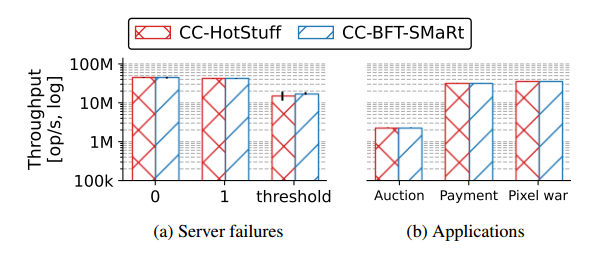 CC-HotStuff CC-BFT-SMaRt
Throughput
[op/s, log]
100M
10M
1M
100k
0 1 threshold
Auction Payment Pixel war
(a) Server failures (b) Applications